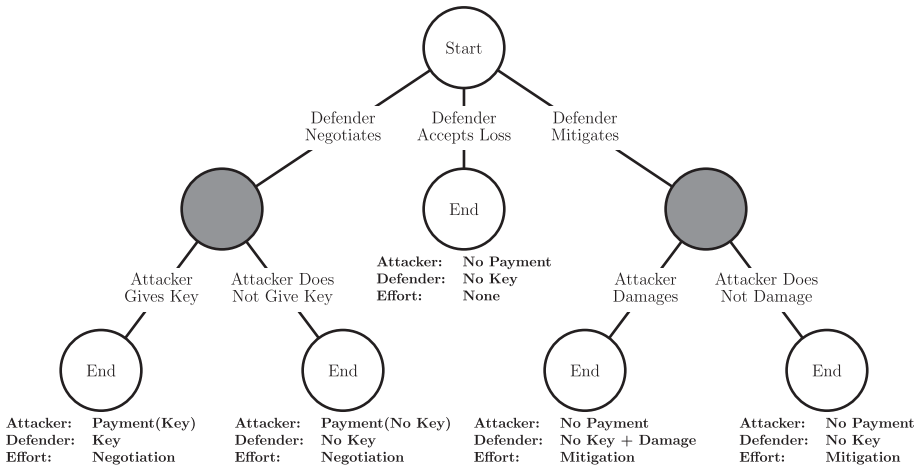 Start
Defender
Negotiates
Defender
Accepts Loss
Defender
Mitigates
End
Attacker: No Payment
Defender: No Key
Effort: None
Attacker
Gives Key
Attacker Does
Not Give Key
Attacker
Damages
Attacker Does
Not Damage
End
End
End
End
Attacker: Payment(Key)
Defender: Key
Effort: Negotiation
Attacker: Payment(No Key)
Defender: No Key
Effort: Negotiation
Attacker: No Payment
Defender: No Key + Damage
Effort: Mitigation
Attacker: No Payment
Defender: No Key
Effort: Mitigation